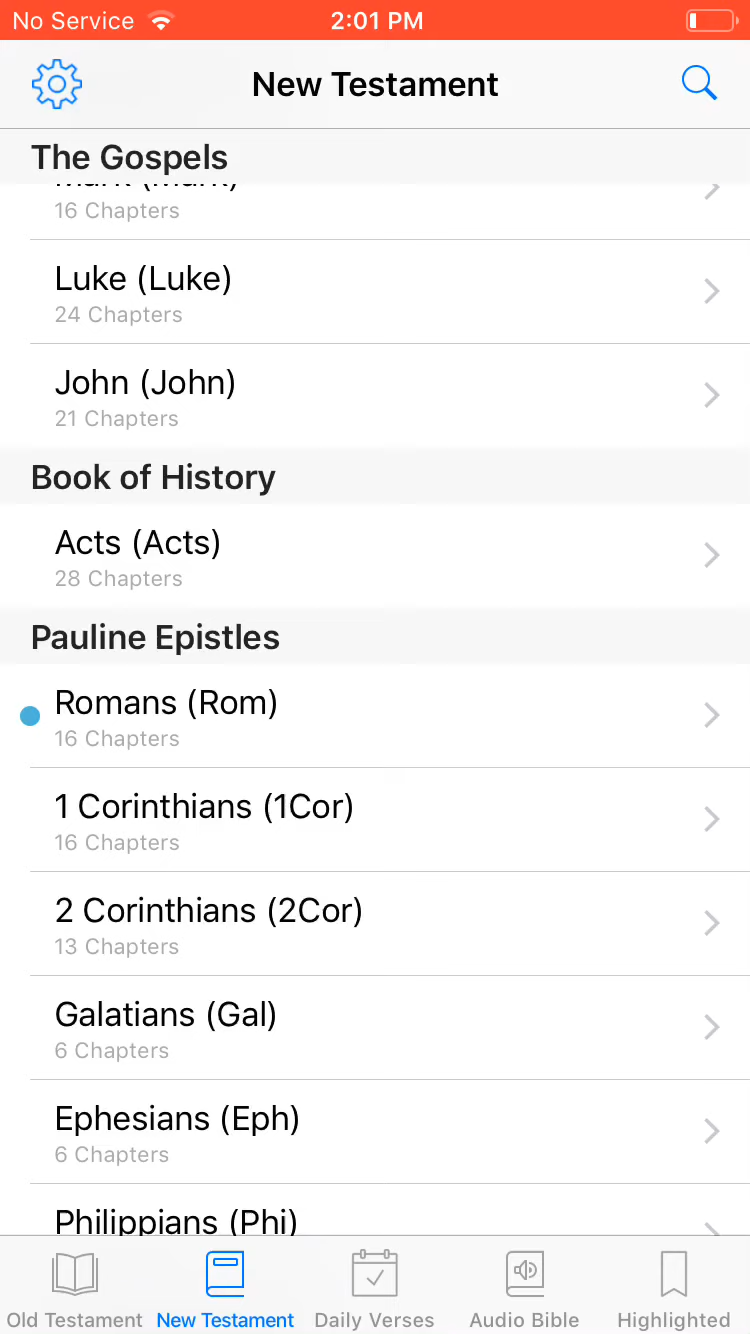 No Service 2:01 PM
New Testament
The Gospels
Mark (Mark)
16 Chapters
Luke (Luke)
24 Chapters
John (John)
21 Chapters
Book of History
Acts (Acts)
28 Chapters
Pauline Epistles
Romans (Rom)
16 Chapters
1 Corinthians (1Cor)
16 Chapters
2 Corinthians (2Cor)
13 Chapters
Galatians (Gal)
6 Chapters
Ephesians (Eph)
6 Chapters
Philippians (Phi)
Old Testament New Testament Daily Verses Audio Bible Highlighted